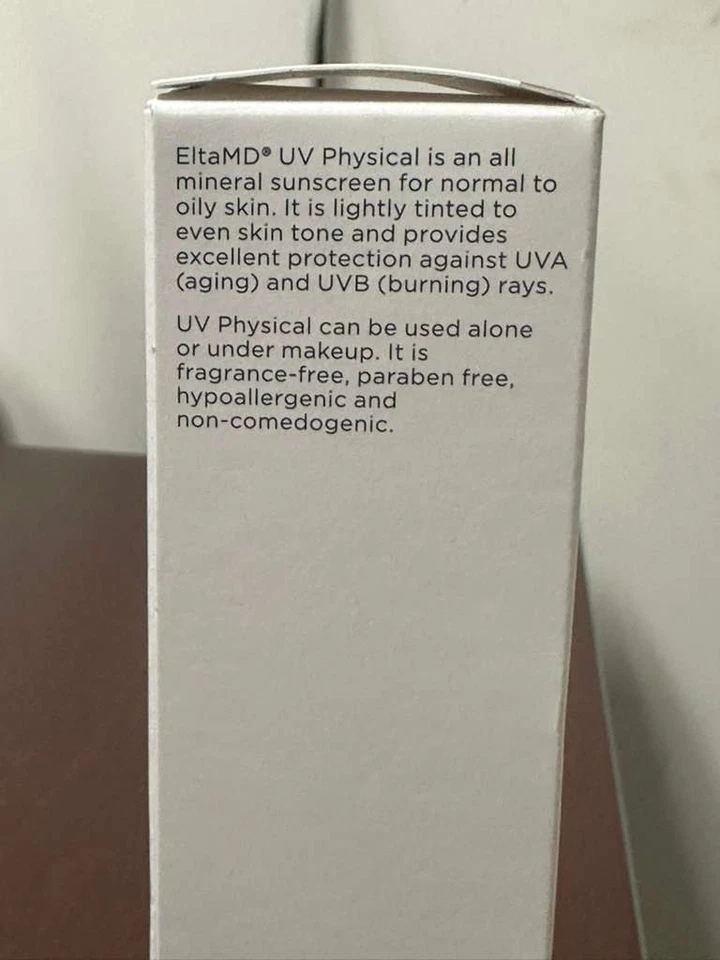 EltaMD® UV Physical is an all
mineral sunscreen for normal to
oily skin. It is lightly tinted to
even skin tone and provides
excellent protection against UVA
(aging) and UVB (burning) rays.
UV Physical can be used alone
or under makeup. It is
fragrance-free, paraben free,
hypoallergenic and
non-comedogenic.